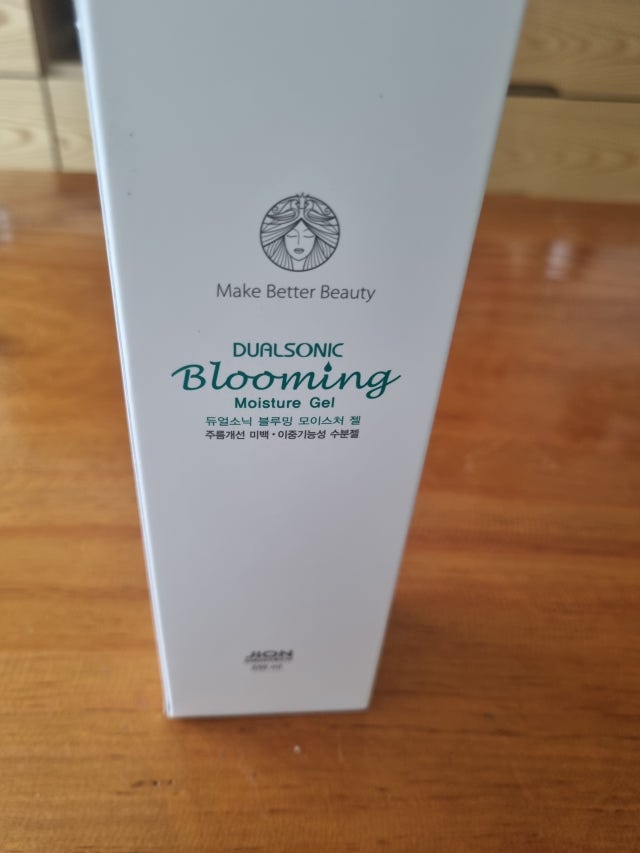 Make Better Beauty
DUALSONIC
Blooming
Moisture Gel
듀얼소닉 블루밍 모이스처 젤
주름개선 미백·이중기능성 수분젤
JION